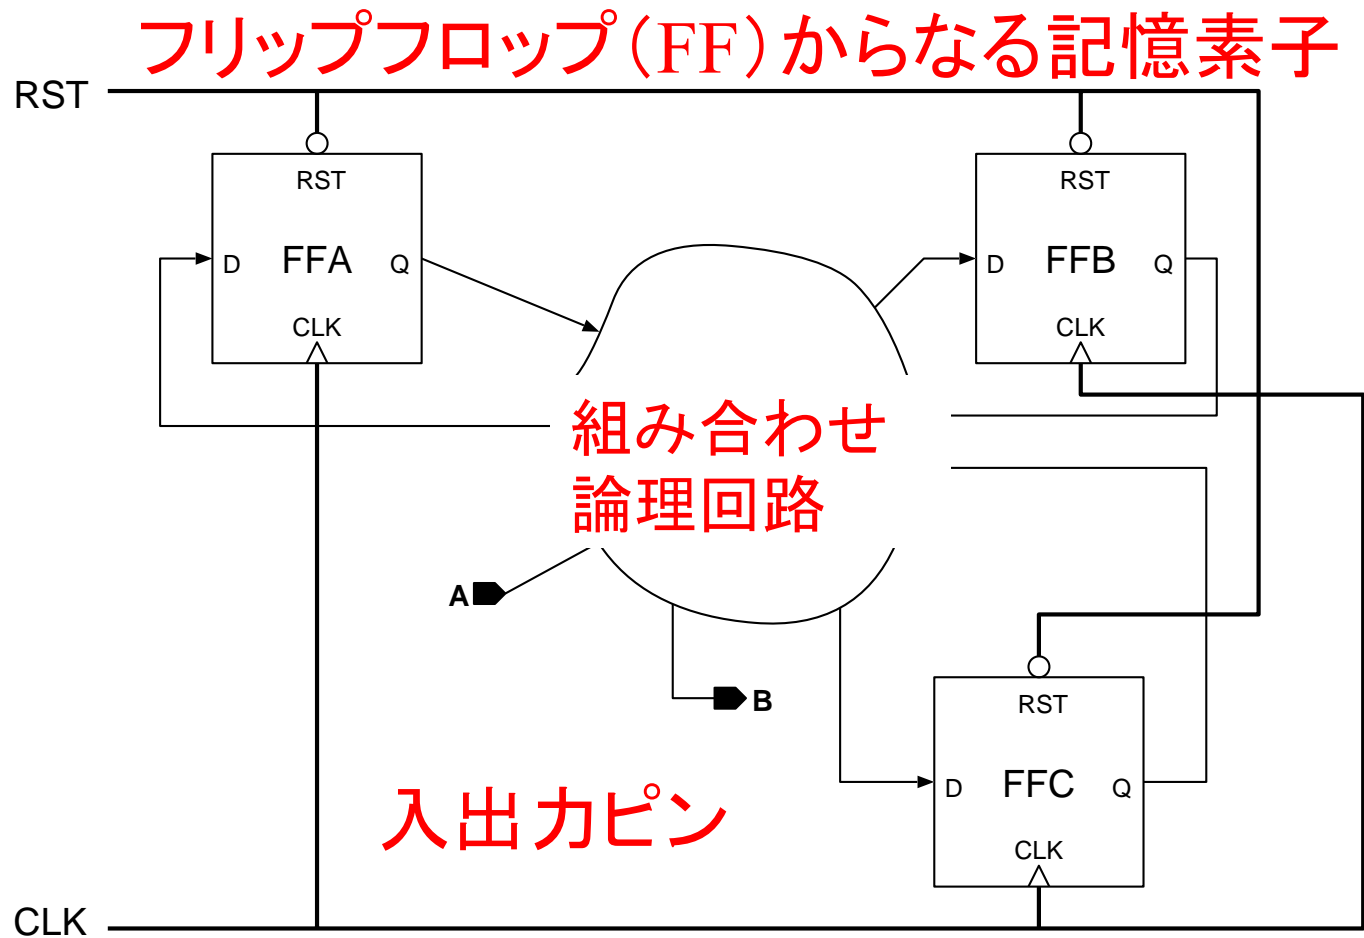 フリップフロップ(FF)からなる記憶素子
RST
RST
RST
D FFA Q
D FFB Q
CLK
CLK
組み合わせ
論理回路
A
B
RST
D FFC Q
CLK
入出力ピン
CLK